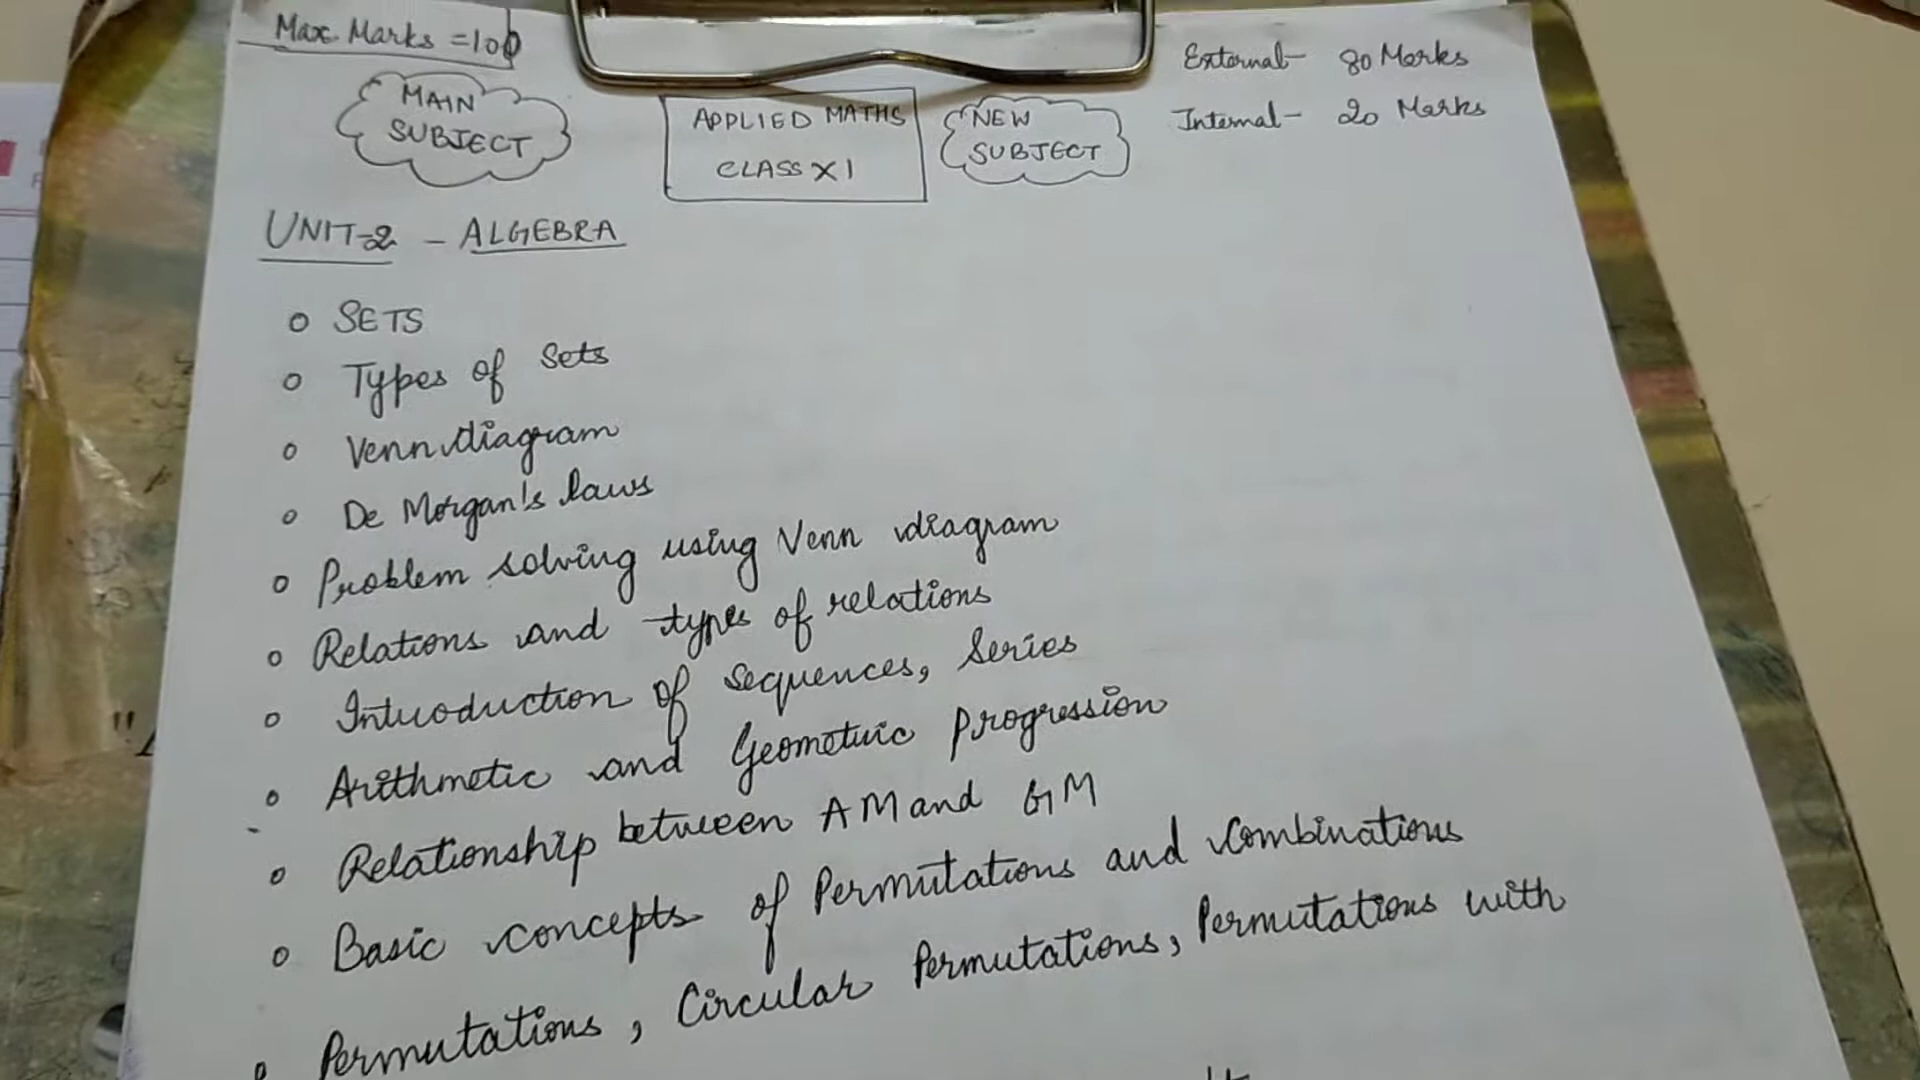 Max Marks = 100
External - 80 Marks
Internal - 20 Marks
MAIN
SUBJECT
APPLIED MATHS
CLASS XI
NEW
SUBJECT
UNIT-2 - ALGEBRA
o SETS
o Types of Sets
o Venn diagram
o De Morgan's laws
o Problem solving using Venn diagram
o Relations and types of relations
o Introduction of sequences, Series
o Arithmetic and Geometric progression
o Relationship between AM and GM
o Basic concepts of Permutations and combinations
o Permutations, Circular Permutations, Permutations with